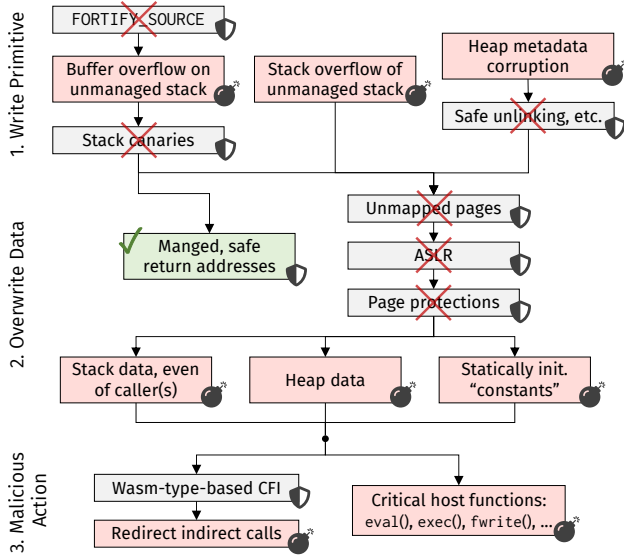 1. Write Primitive
FORTIFY_SOURCE
Buffer overflow on
unmanaged stack
Stack canaries
Stack overflow of
unmanaged stack
Heap metadata
corruption
Safe unlinking, etc.
2. Overwrite Data
Manged, safe
return addresses
Unmapped pages
ASLR
Page protections
Stack data, even
of caller(s)
Heap data
Statically init.
“constants”
3. Malicious
Action
Wasm-type-based CFI
Redirect indirect calls
Critical host functions:
eval(), exec(), fwrite(), ...